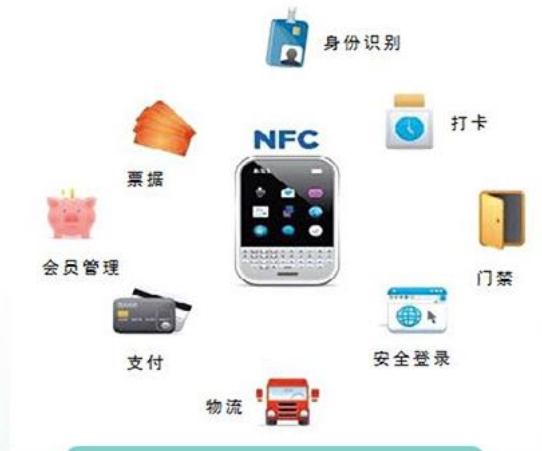 身份识别
打卡
NFC
票据
会员管理
门禁
安全登录
支付
物流